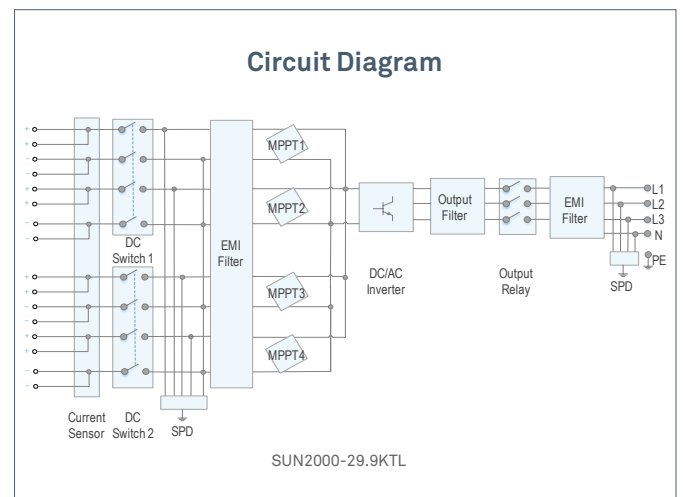 Circuit Diagram
+
+
−
−
+
+
−
−
DC
Switch 1
+
+
−
−
+
+
−
−
Current
Sensor
DC
Switch 2
SPD
EMI
Filter
MPPT1
MPPT2
MPPT3
MPPT4
DC/AC
Inverter
Output
Filter
Output
Relay
EMI
Filter
L1
L2
L3
N
PE
SPD
SUN2000-29.9KTL